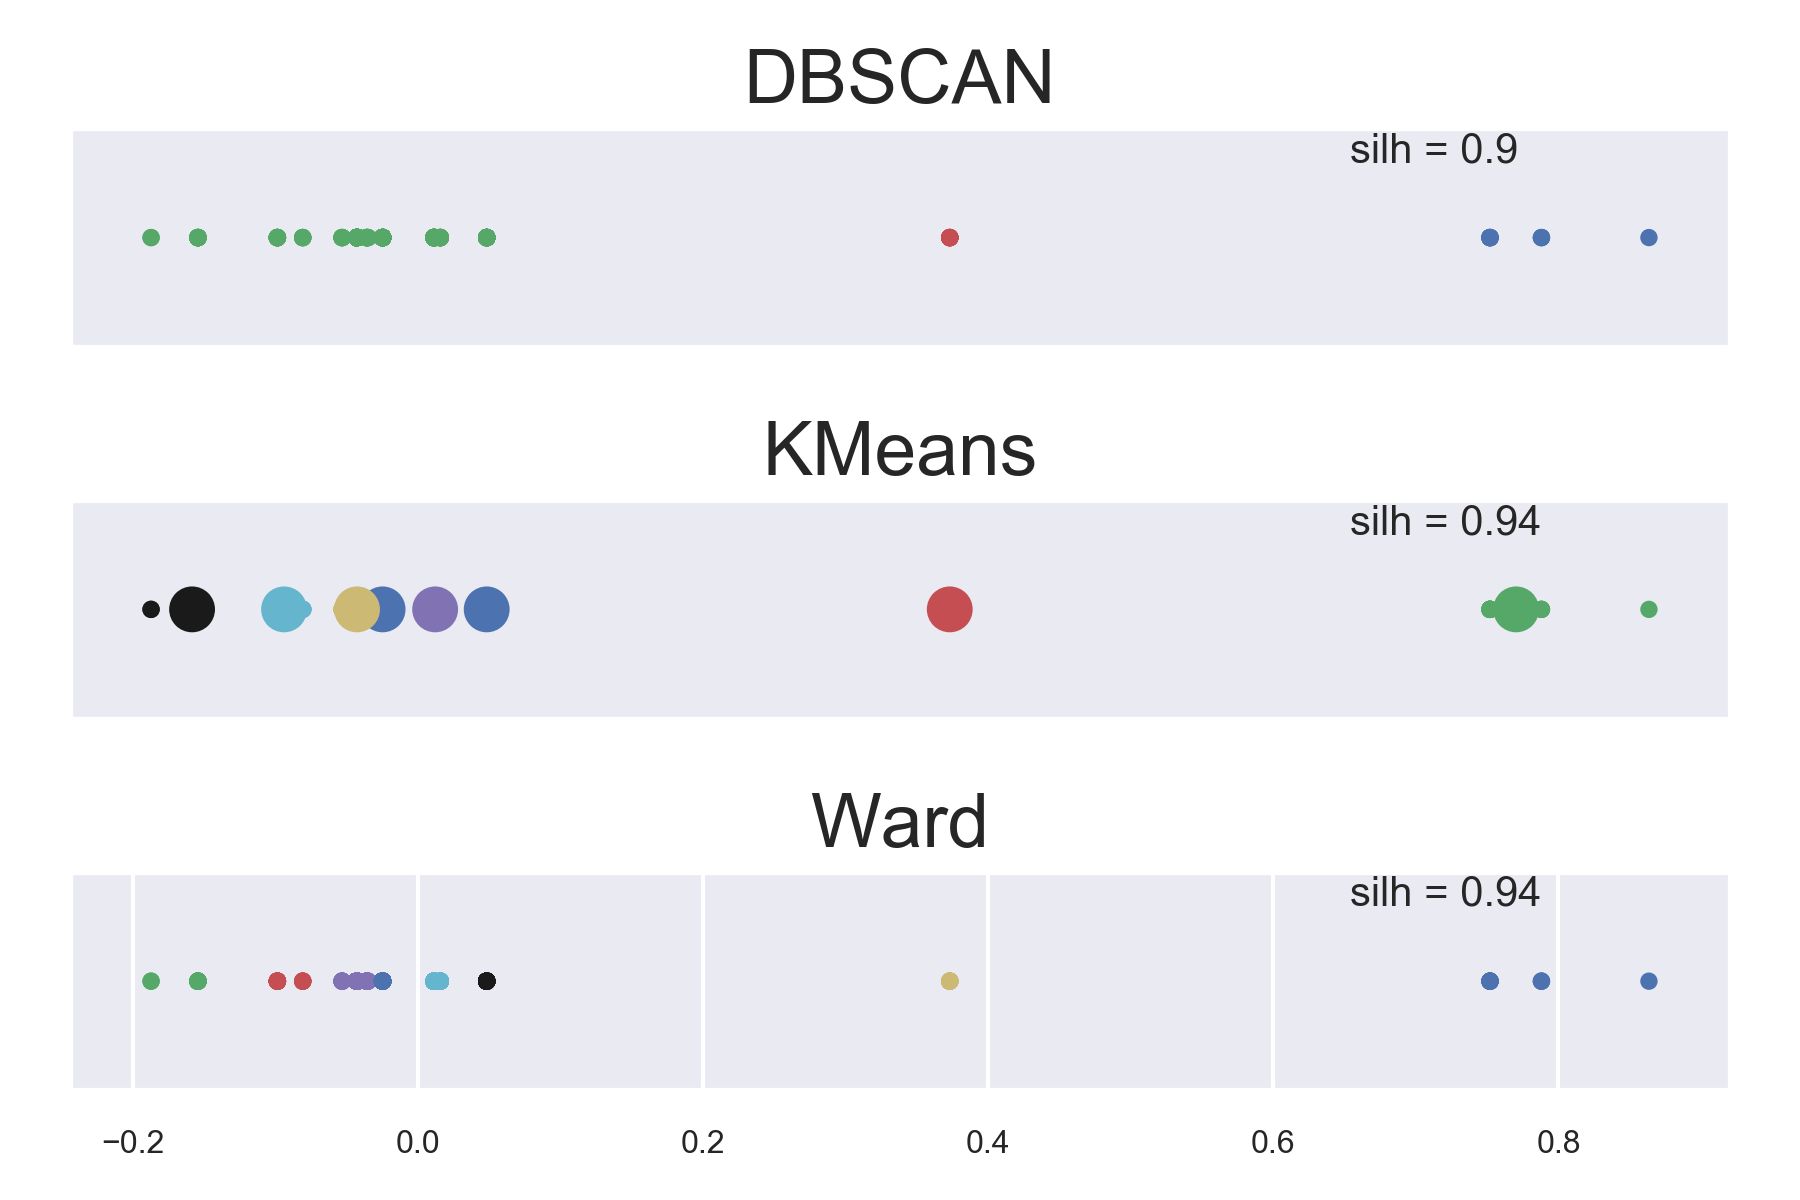 DBSCAN
silh = 0.9
KMeans
silh = 0.94
Ward
silh = 0.94
−0.2 0.0 0.2 0.4 0.6 0.8